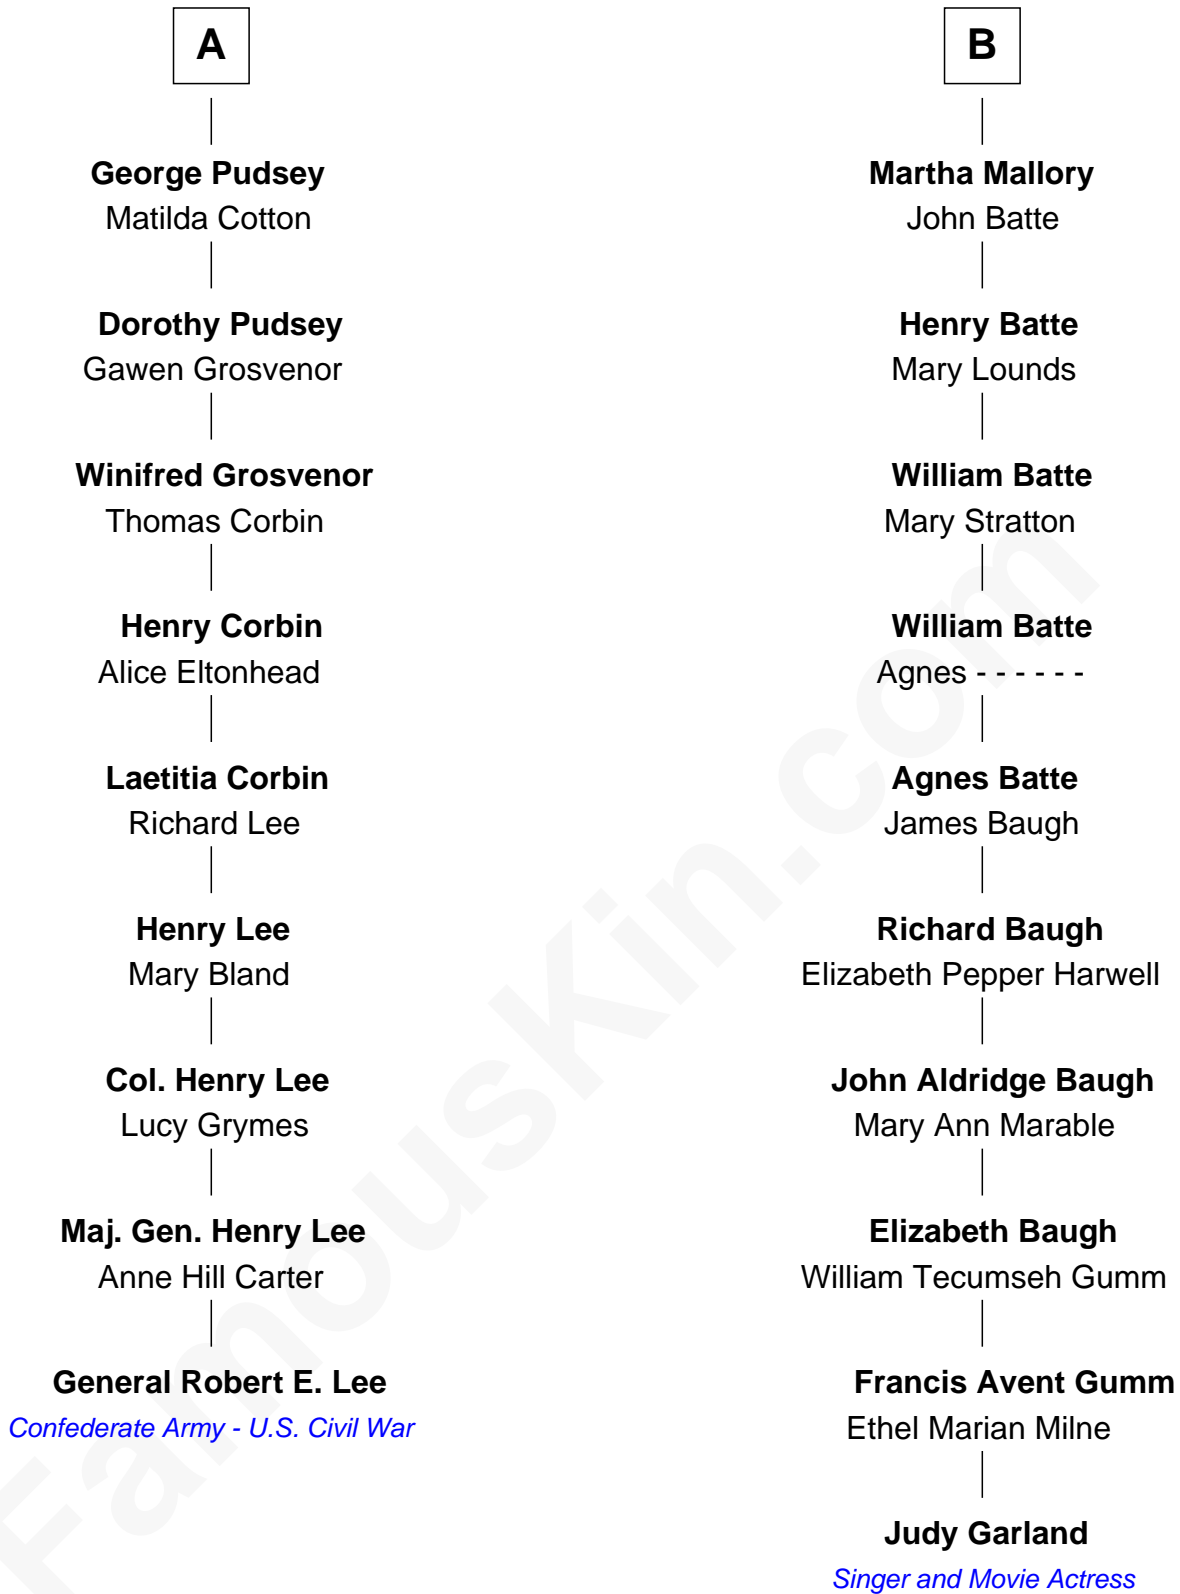 A
George Pudsey
Matilda Cotton
Dorothy Pudsey
Gawen Grosvenor
Winifred Grosvenor
Thomas Corbin
Henry Corbin
Alice Eltonhead
Laetitia Corbin
Richard Lee
Henry Lee
Mary Bland
Col. Henry Lee
Lucy Grymes
Maj. Gen. Henry Lee
Anne Hill Carter
General Robert E. Lee
Confederate Army - U.S. Civil War
B
Martha Mallory
John Batte
Henry Batte
Mary Lounds
William Batte
Mary Stratton
William Batte
Agnes - - - - - -
Agnes Batte
James Baugh
Richard Baugh
Elizabeth Pepper Harwell
John Aldridge Baugh
Mary Ann Marable
Elizabeth Baugh
William Tecumseh Gumm
Francis Avent Gumm
Ethel Marian Milne
Judy Garland
Singer and Movie Actress
FamousKin.com